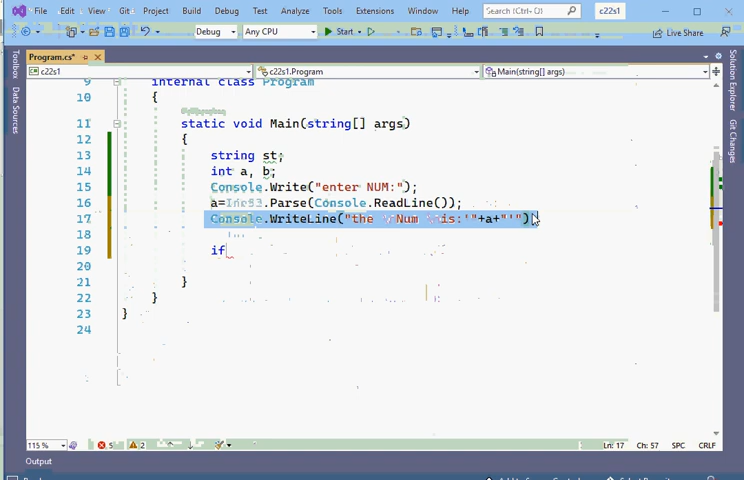 File Edit View Git Project Build Debug Test Analyze Tools Extensions Window Help Search (Ctrl+Q) c22s1
Debug Any CPU Start Live Share
Program.cs*
c22s1 c22s1.Program Main(string[] args)
Toolbox
Data Sources
Solution Explorer
Git Changes
9 internal class Program
10 {
11 static void Main(string[] args)
12 {
13 string st;
14 int a, b;
15 Console.Write("enter NUM:");
16 a= .Parse(Console.ReadLine());
17 Console.WriteLine("the Num is:'"+a+"'")
18
19 if
20
21 }
22 }
23 }
24
115 % 5 2 Ln: 17 Ch: 57 SPC CRLF
Output